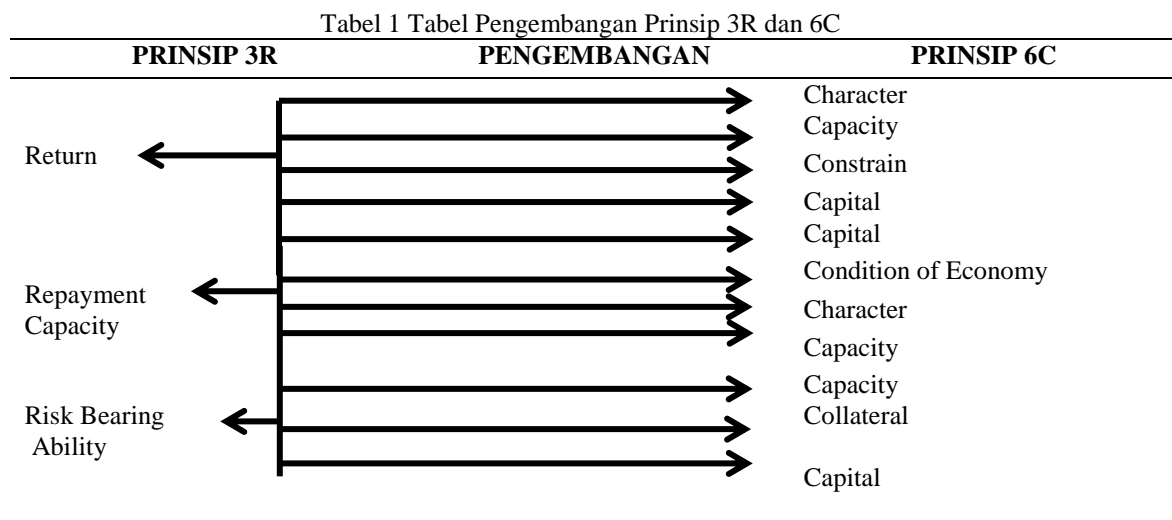 Tabel 1 Tabel Pengembangan Prinsip 3R dan 6C
PRINSIP 3R PENGEMBANGAN PRINSIP 6C
Character
Capacity
Return
Constrain
Capital
Capital
Condition of Economy
Repayment
Capacity
Character
Capacity
Capacity
Risk Bearing
Ability
Collateral
Capital